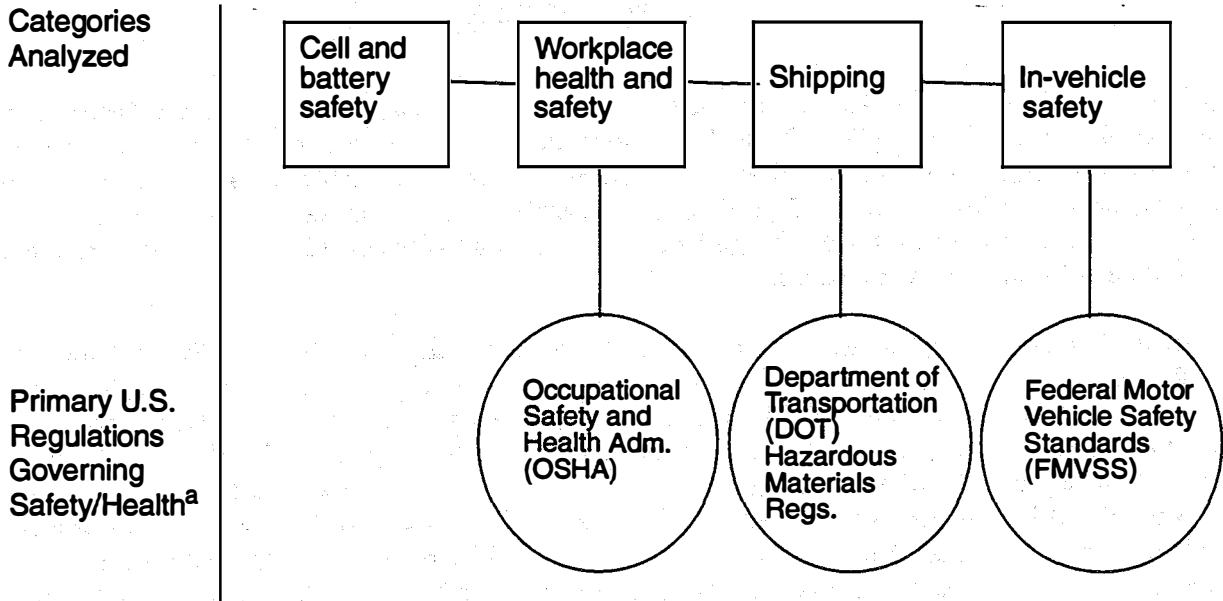 Categories
Analyzed
Cell and
battery
safety
Workplace
health and
safety
Shipping
In-vehicle
safety
Primary U.S.
Regulations
Governing
Safety/Healthᵃ
Occupational
Safety and
Health Adm.
(OSHA)
Department of
Transportation
(DOT)
Hazardous
Materials
Regs.
Federal Motor
Vehicle Safety
Standards
(FMVSS)